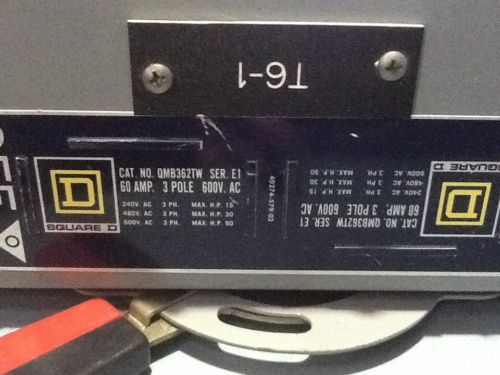 T6-1
CAT. NO. QMB362TW SER. E1
60 AMP. 3 POLE 600V. AC
240V. AC 3 PH. MAX. H.P. 15
480V. AC 3 PH. MAX. H.P. 30
600V. AC 3 PH. MAX. H.P. 50
D
SQUARE D
40274-579-02
CAT. NO. QMB362TW SER. E1
60 AMP. 3 POLE 600V. AC
240V. AC 3 PH MAX. H.P. 15
480V. AC 3 PH MAX. H.P. 30
600V. AC 3 PH MAX. H.P. 50
D
SQUARE D